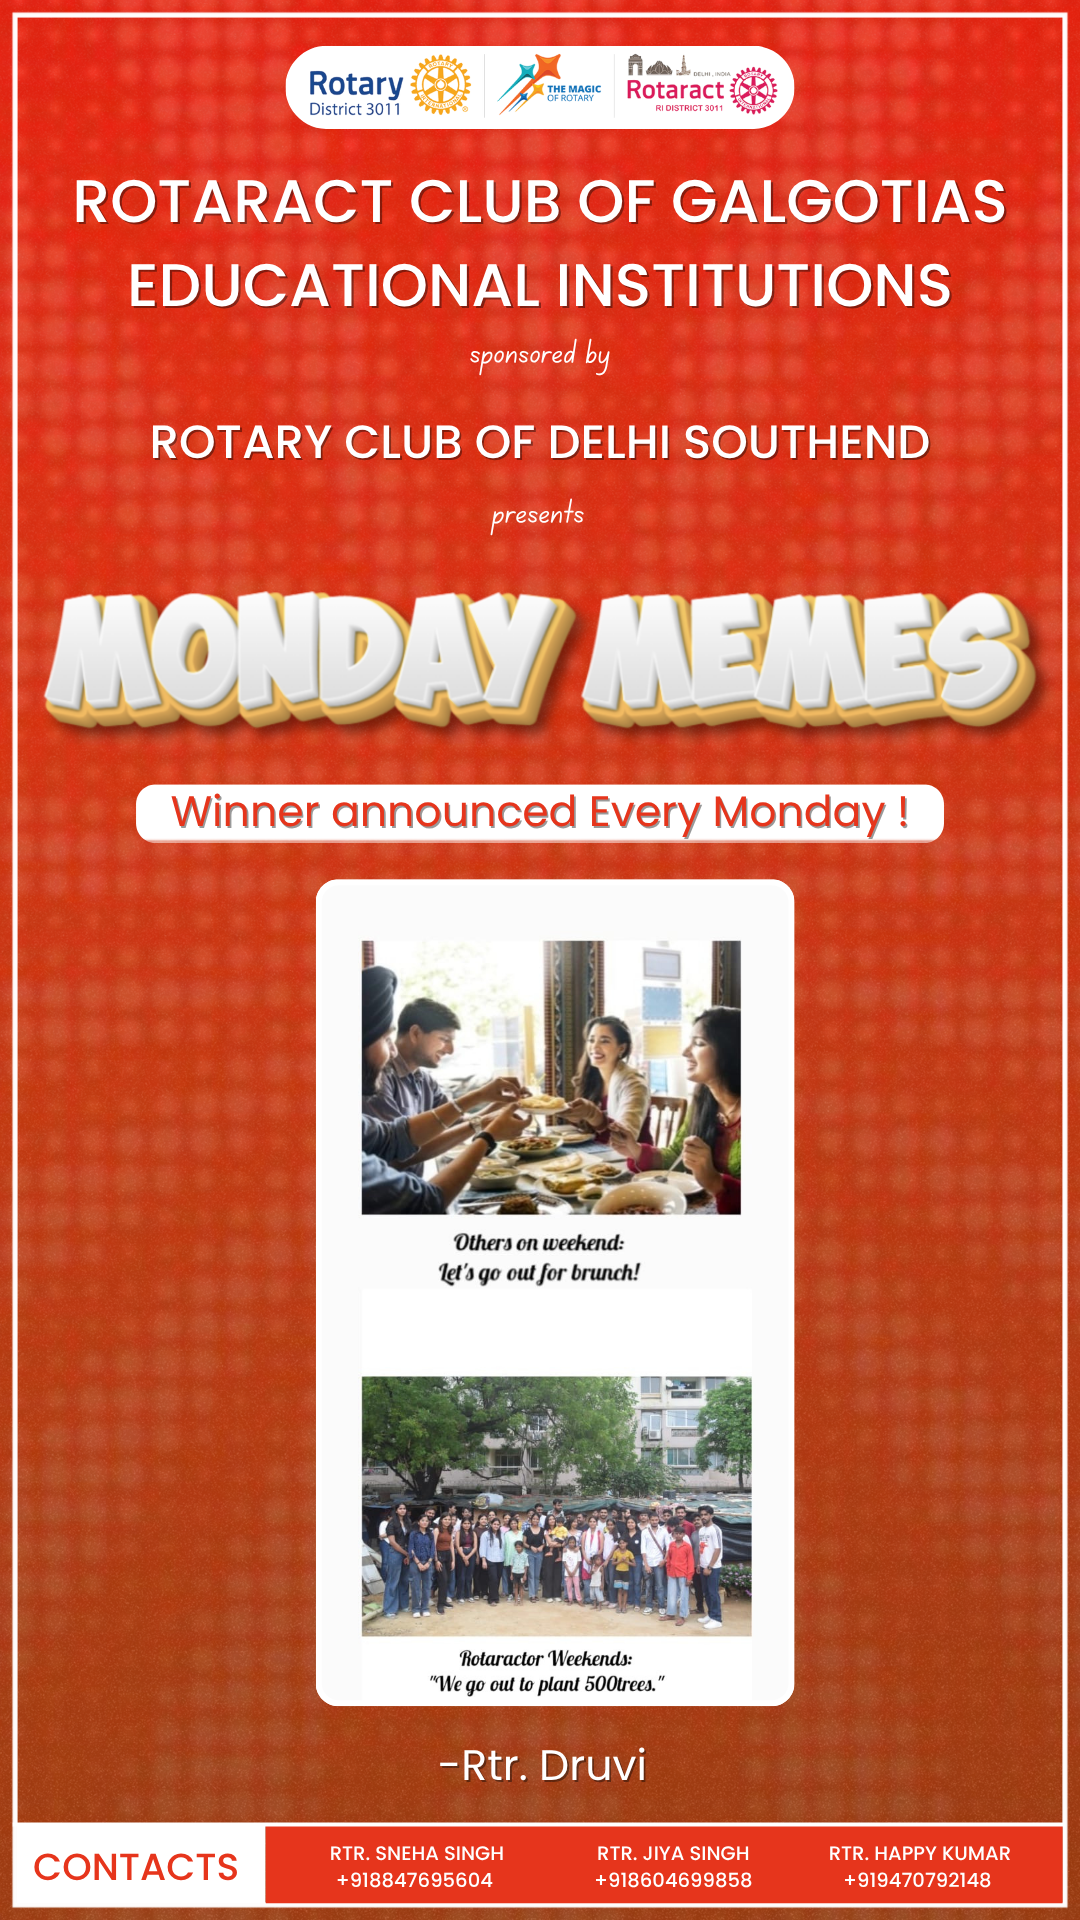 Rotary
District 3011
ROTARY
INTERNATIONAL
THE MAGIC
OF ROTARY
DELHI, INDIA
Rotaract
RI DISTRICT 3011
ROTARACT CLUB OF GALGOTIAS
EDUCATIONAL INSTITUTIONS
sponsored by
ROTARY CLUB OF DELHI SOUTHEND
presents
MONDAY MEMES
Winner announced Every Monday !
Others on weekend:
Let's go out for brunch!
Rotaractor Weekends:
"We go out to plant 500trees."
-Rtr. Druvi
CONTACTS
RTR. SNEHA SINGH
+918847695604
RTR. JIYA SINGH
+918604699858
RTR. HAPPY KUMAR
+919470792148